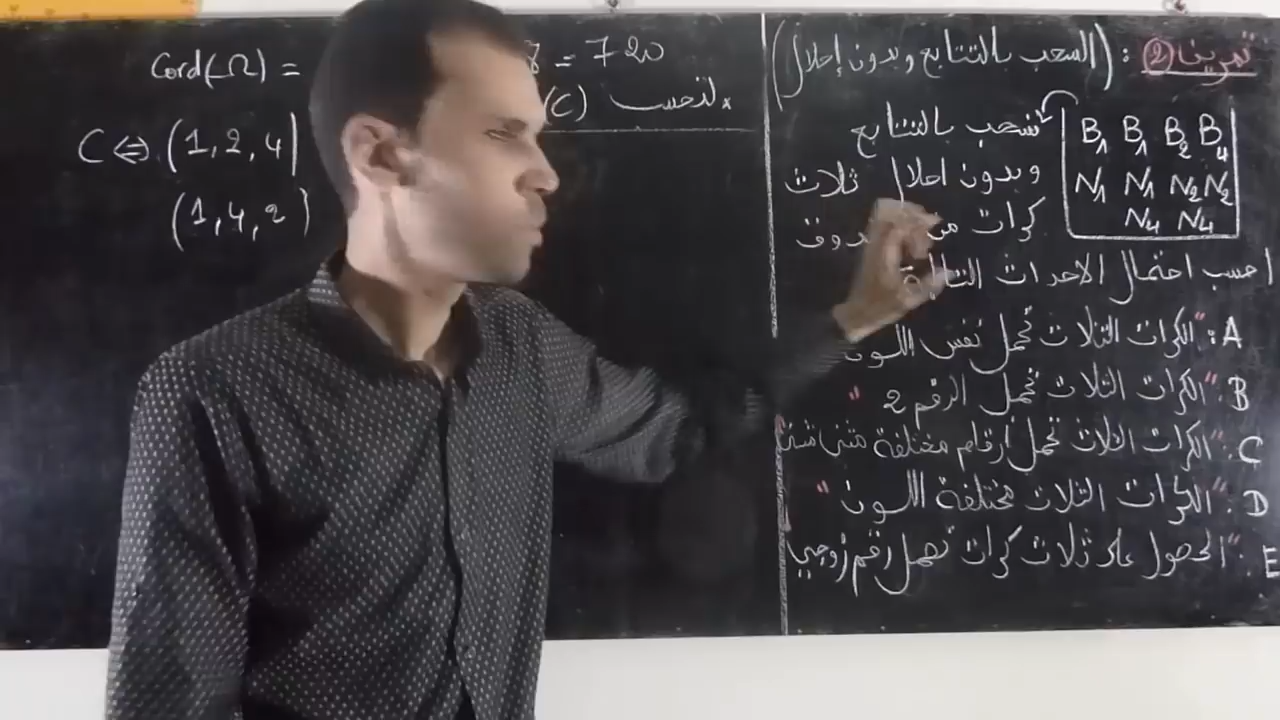 تمرين ② : (السحب بالتتابع وبدون إحلال)
نسحب بالتتابع
وبدون احلال ثلاث
كرات من
احسب احتمال الاحداث التالية
A : "الكرات الثلاث تحمل نفس اللون
B : "الكرات الثلاث تحمل الرقم 2 "
C : "الكرات الثلاث تحمل أرقام مختلفة مثنى مثنى
D : "الكرات الثلاث مختلفة اللون "
E : "الحصول على ثلاث كرات تحمل رقم زوجي
B₁ B₁ B₂ B₄
N₁ N₁ N₂ N₂
N₄ N₄
Card(Ω) = 8 = 720
. لنحسب (C)
C ⇔ (1, 2, 4)
(1, 4, 2)